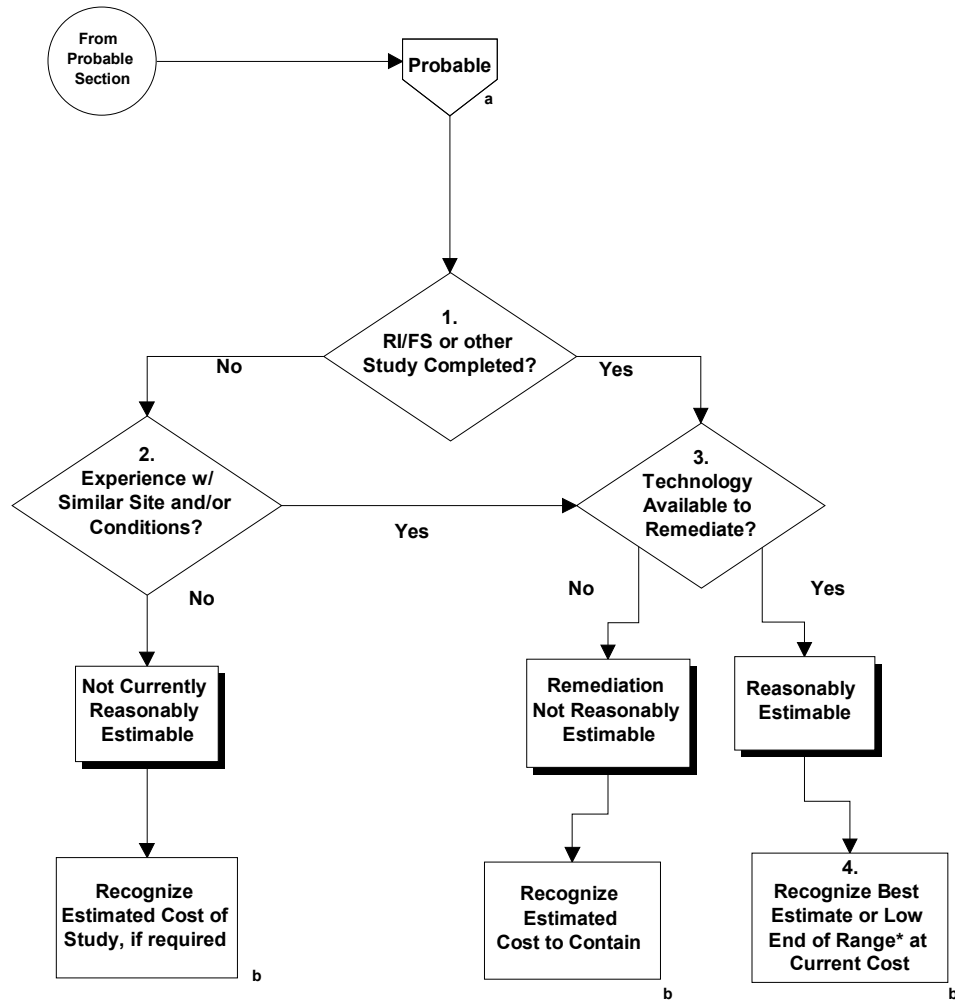 From
Probable
Section
Probable
a
1.
RI/FS or other
Study Completed?
No
Yes
2.
Experience w/
Similar Site and/or
Conditions?
Yes
3.
Technology
Available to
Remediate?
No
No
Yes
Not Currently
Reasonably
Estimable
Remediation
Not Reasonably
Estimable
Reasonably
Estimable
Recognize
Estimated Cost of
Study, if required
b
Recognize
Estimated
Cost to Contain
b
4.
Recognize Best
Estimate or Low
End of Range* at
Current Cost
b